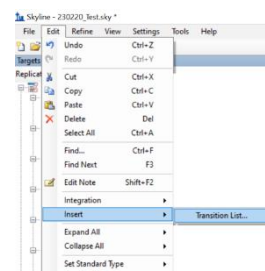 Skyline - 230220_Test.sky *
File Edit Refine View Settings Tools Help
Undo Ctrl+Z
Targets
Redo Ctrl+Y
Replicat
Cut Ctrl+X
Copy Ctrl+C
Paste Ctrl+V
Delete Del
Select All Ctrl+A
Find... Ctrl+F
Find Next F3
Edit Note Shift+F2
Integration
Insert
Transition List...
Expand All
Collapse All
Set Standard Type